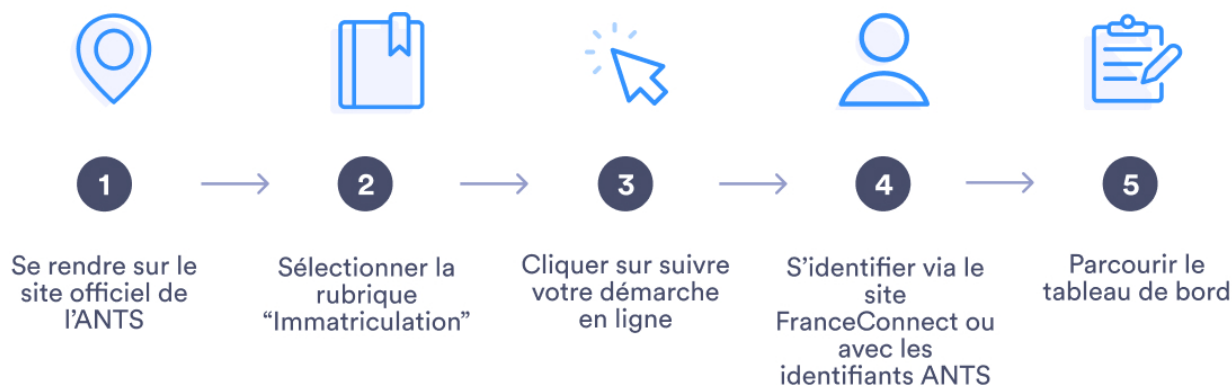 1
2
3
4
5
Se rendre sur le
site officiel de
l'ANTS
Sélectionner la
rubrique
“Immatriculation”
Cliquer sur suivre
votre démarche
en ligne
S'identifier via le
site
FranceConnect ou
avec les
identifiants ANTS
Parcourir le
tableau de bord